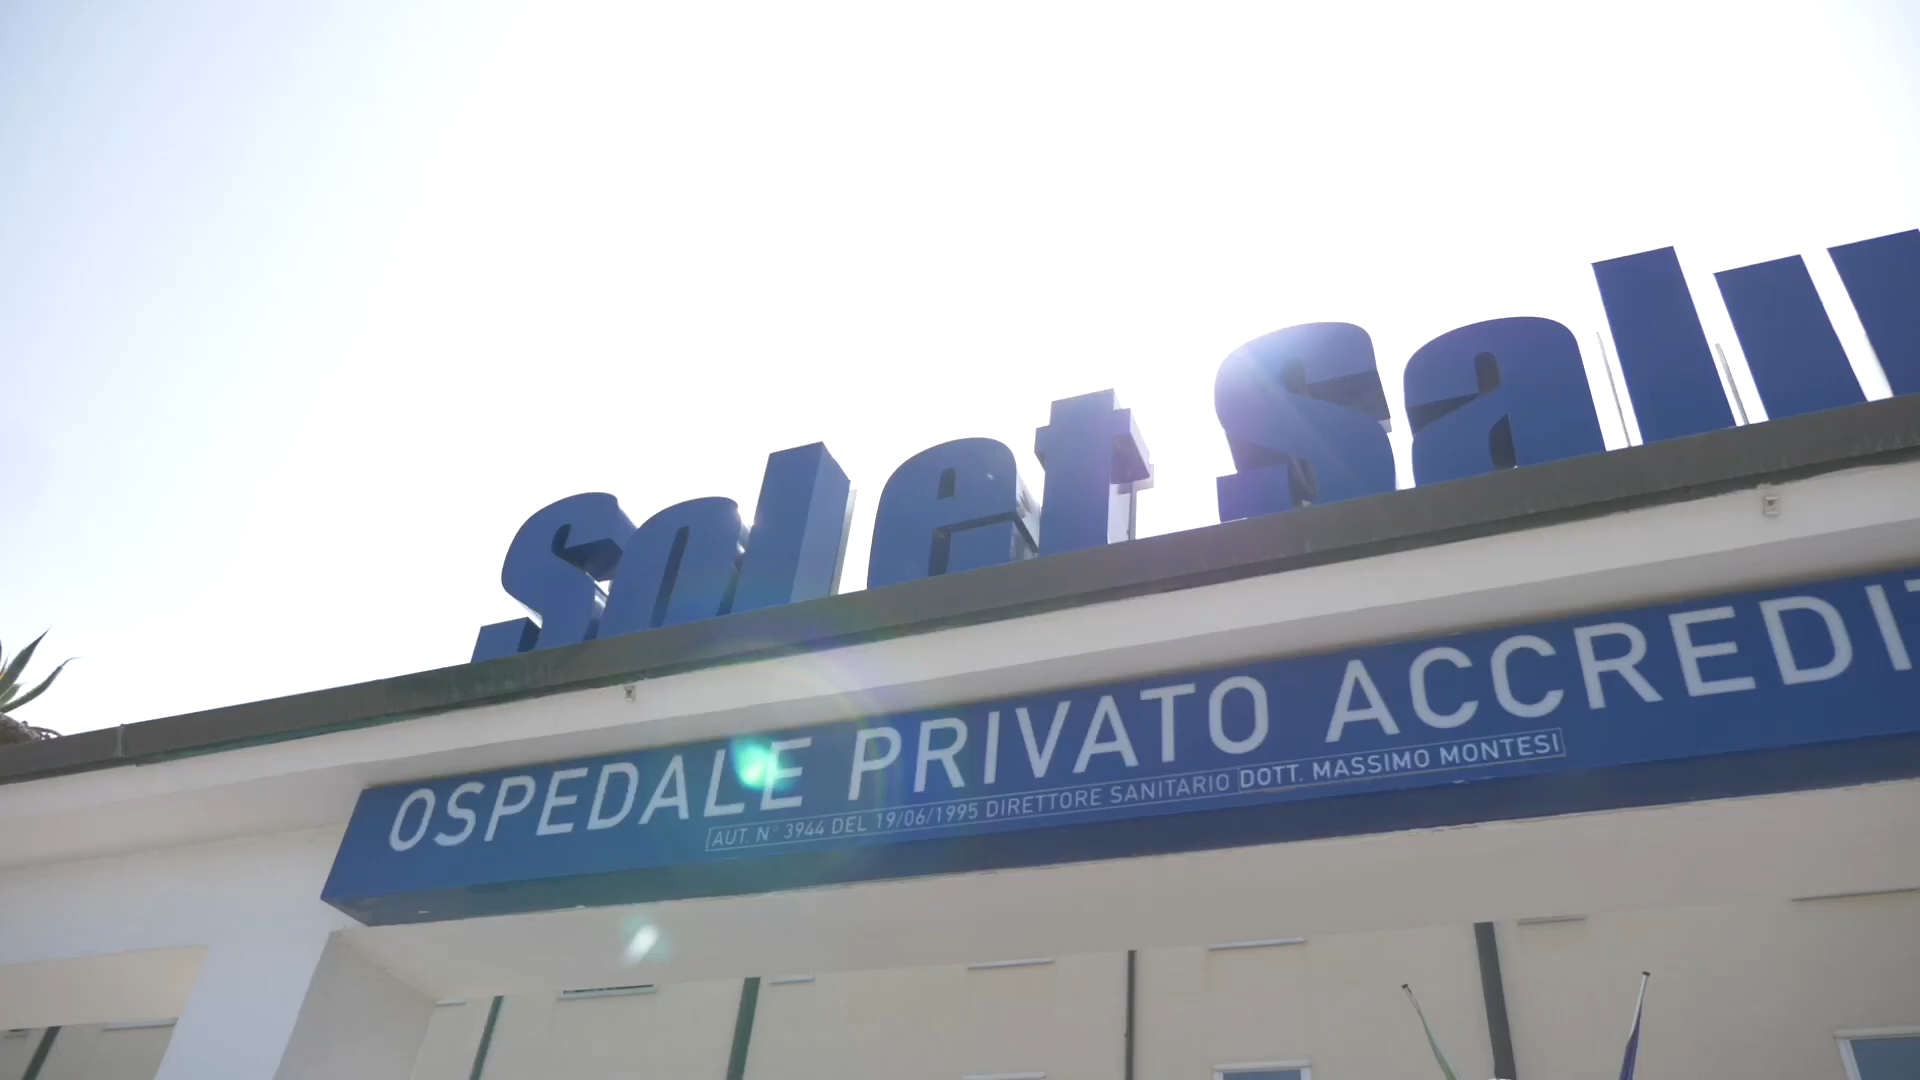 Sol et Salu
OSPEDALE PRIVATO ACCREDIT
AUT. N° 3944 DEL 19/06/1995 DIRETTORE SANITARIO DOTT. MASSIMO MONTESI